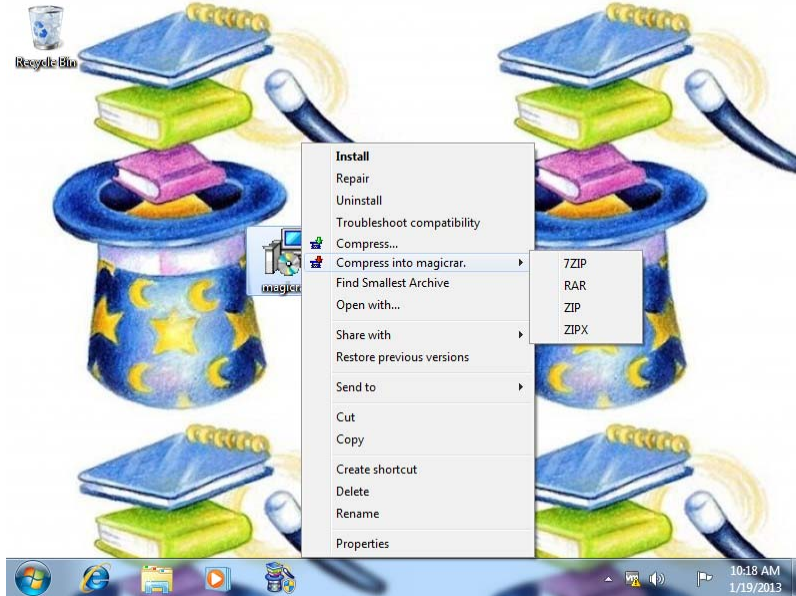 Recycle Bin
Install
Repair
Uninstall
Troubleshoot compatibility
Compress...
Compress into magicrar.
7ZIP
RAR
ZIP
ZIPX
Find Smallest Archive
Open with...
Share with
Restore previous versions
Send to
Cut
Copy
Create shortcut
Delete
Rename
Properties
10:18 AM
1/19/2013